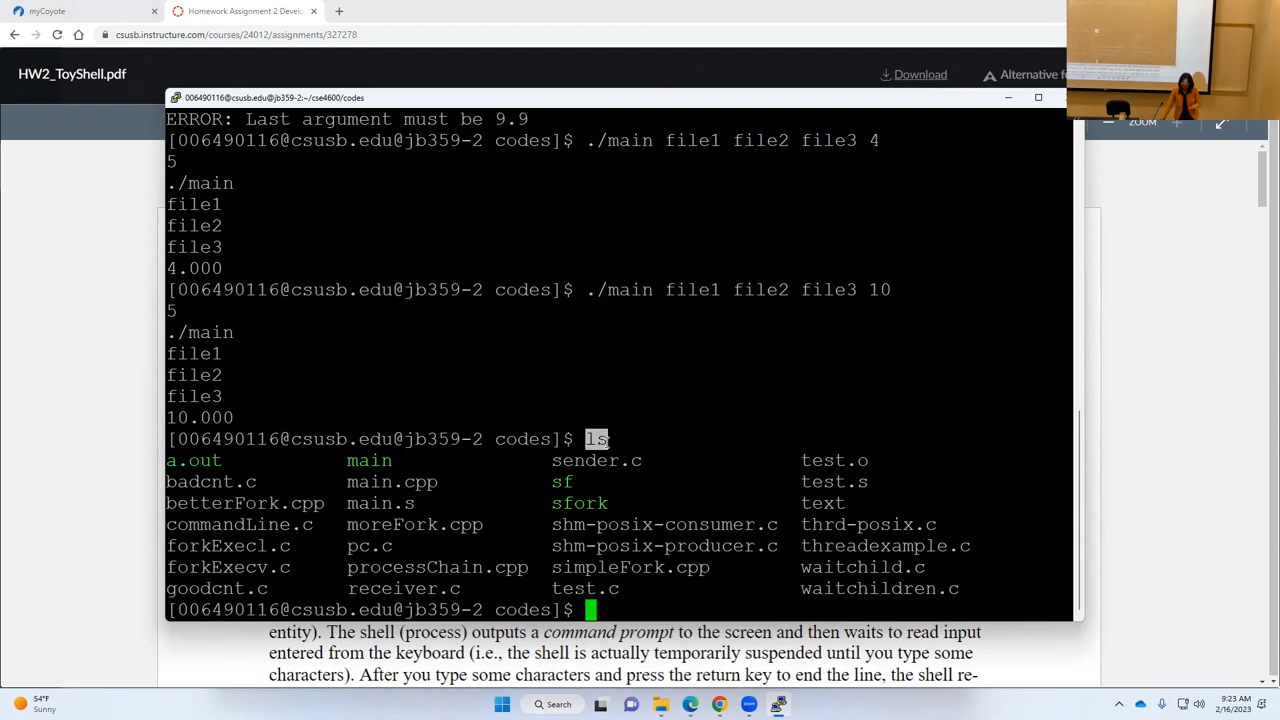 myCoyote
Homework Assignment 2 Develo
csusb.instructure.com/courses/24012/assignments/327278
HW2_ToyShell.pdf
Download
Alternative fo
ZOOM
006490116@csusb.edu@jb359-2:~/cse4600/codes
ERROR: Last argument must be 9.9
[006490116@csusb.edu@jb359-2 codes]$ ./main file1 file2 file3 4
5
./main
file1
file2
file3
4.000
[006490116@csusb.edu@jb359-2 codes]$ ./main file1 file2 file3 10
5
./main
file1
file2
file3
10.000
[006490116@csusb.edu@jb359-2 codes]$ ls
a.out main sender.c test.o
badcnt.c main.cpp sf test.s
betterFork.cpp main.s sfork text
commandLine.c moreFork.cpp shm-posix-consumer.c thrd-posix.c
forkExecl.c pc.c shm-posix-producer.c threadexample.c
forkExecv.c processChain.cpp simpleFork.cpp waitchild.c
goodcnt.c receiver.c test.c waitchildren.c
[006490116@csusb.edu@jb359-2 codes]$
entity). The shell (process) outputs a command prompt to the screen and then waits to read input
entered from the keyboard (i.e., the shell is actually temporarily suspended until you type some
characters). After you type some characters and press the return key to end the line, the shell re-
54°F
Sunny
Search
9:23 AM
2/16/2023